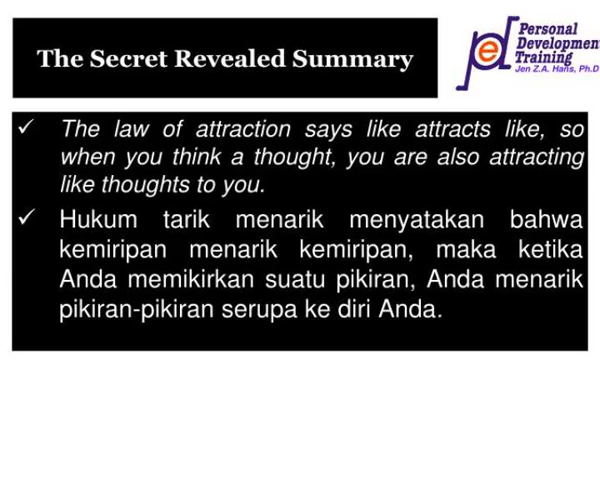 The Secret Revealed Summary
Personal
Development
Training
Jen Z.A. Hans, Ph.D
✓ The law of attraction says like attracts like, so
when you think a thought, you are also attracting
like thoughts to you.
✓ Hukum tarik menarik menyatakan bahwa
kemiripan menarik kemiripan, maka ketika
Anda memikirkan suatu pikiran, Anda menarik
pikiran-pikiran serupa ke diri Anda.